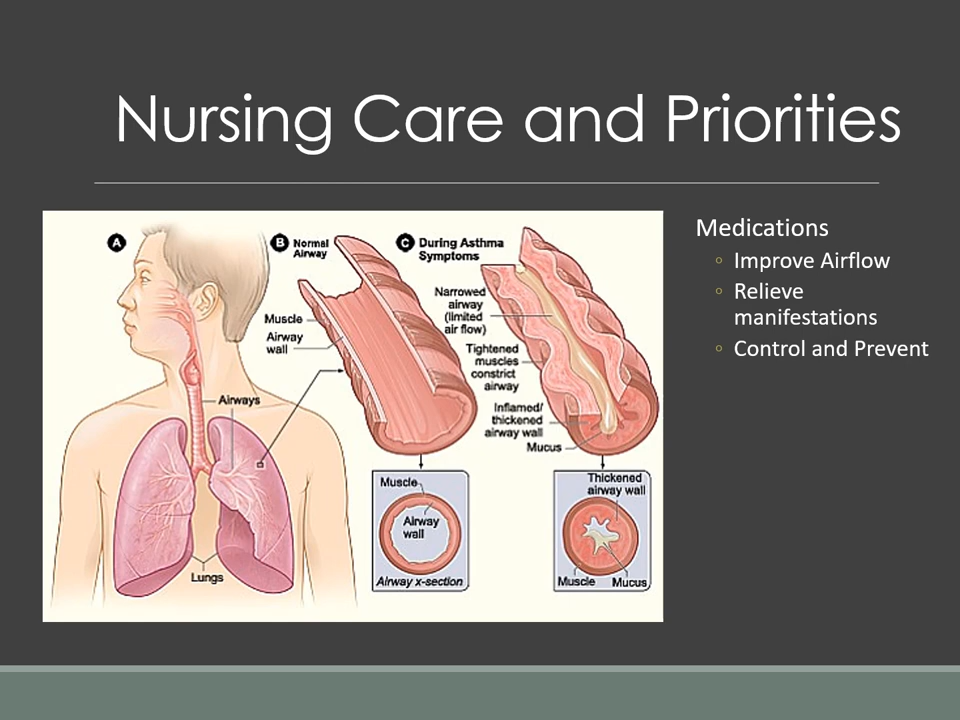 Nursing Care and Priorities
A
B Normal
Airway
C During Asthma
Symptoms
Muscle
Airway
wall
Airways
Lungs
Narrowed
airway
(limited
air flow)
Tightened
muscles
constrict
airway
Inflamed/
thickened
airway wall
Mucus
Muscle
Airway
wall
Airway x-section
Thickened
airway wall
Muscle Mucus
Medications
Improve Airflow
Relieve
manifestations
Control and Prevent